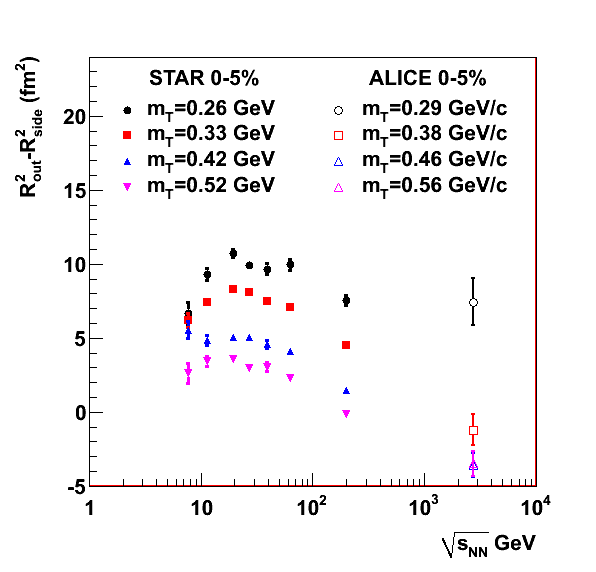 STAR 0-5% ALICE 0-5%
m_T=0.26 GeV m_T=0.29 GeV/c
m_T=0.33 GeV m_T=0.38 GeV/c
m_T=0.42 GeV m_T=0.46 GeV/c
m_T=0.52 GeV m_T=0.56 GeV/c
R²_out-R²_side (fm²)
20
15
10
5
0
-5
1 10 10² 10³ 10⁴
√s_NN GeV